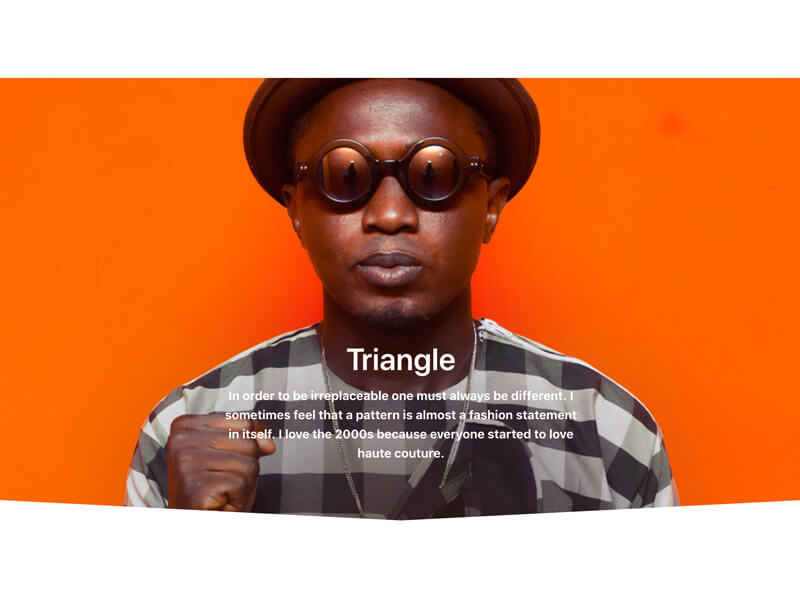 Triangle
In order to be irreplaceable one must always be different. I
sometimes feel that a pattern is almost a fashion statement
in itself. I love the 2000s because everyone started to love
haute couture.